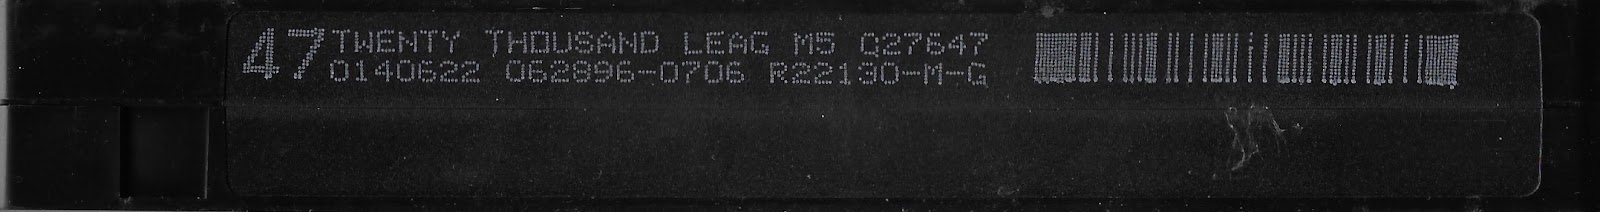 47 TWENTY THOUSAND LEAG M5 Q27647
0140622 062896-0706 R22130-M-G